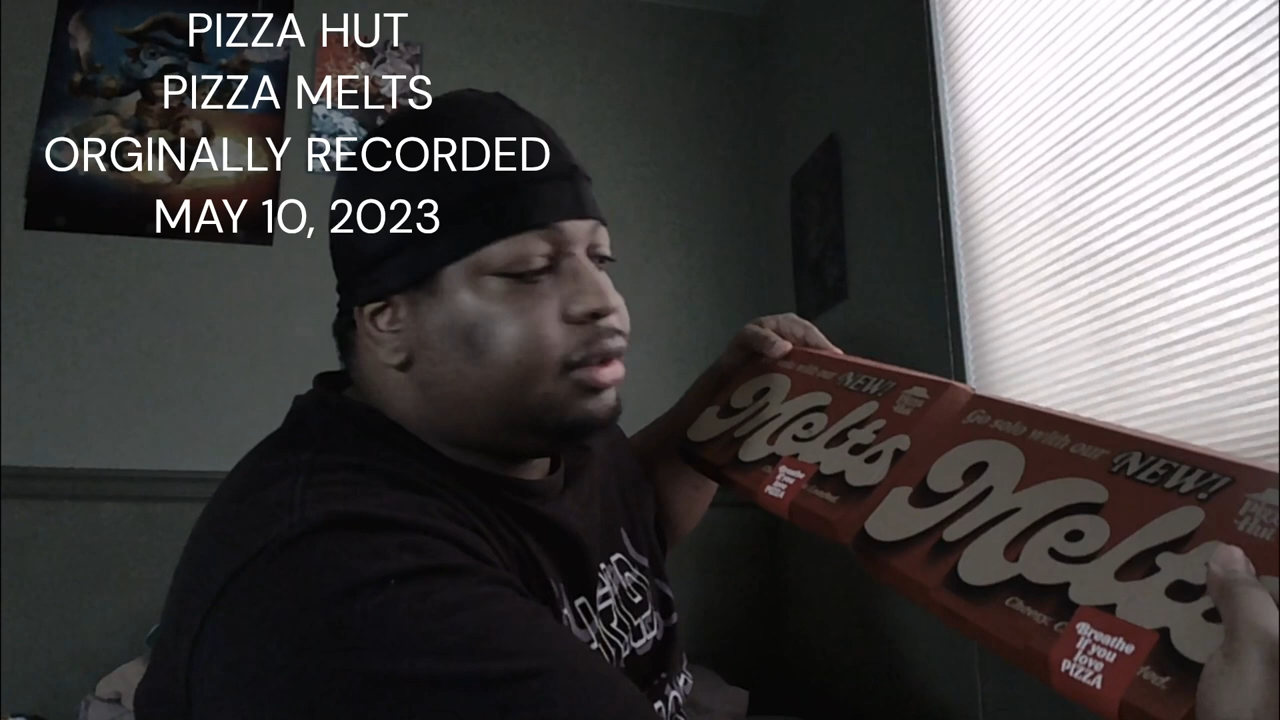 PIZZA HUT
PIZZA MELTS
ORGINALLY RECORDED
MAY 10, 2023
NEW!
Melts
Go solo with our NEW!
Melts
Breathe
if you
love
PIZZA